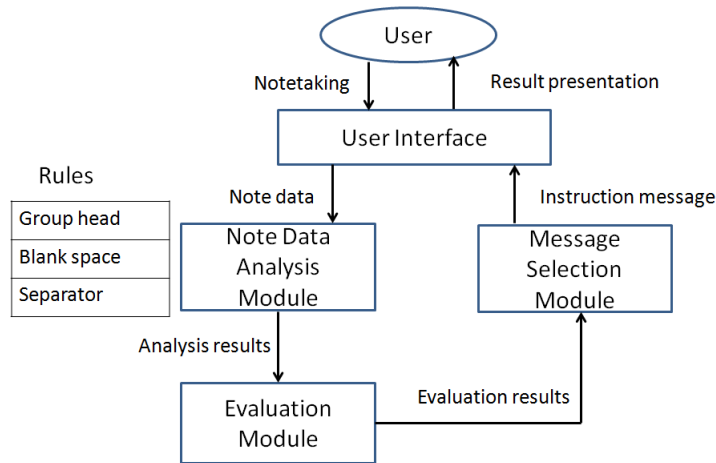 User
Notetaking
Result presentation
User Interface
Rules
Note data
Instruction message
Group head
Blank space
Separator
Note Data
Analysis
Module
Message
Selection
Module
Analysis results
Evaluation results
Evaluation
Module